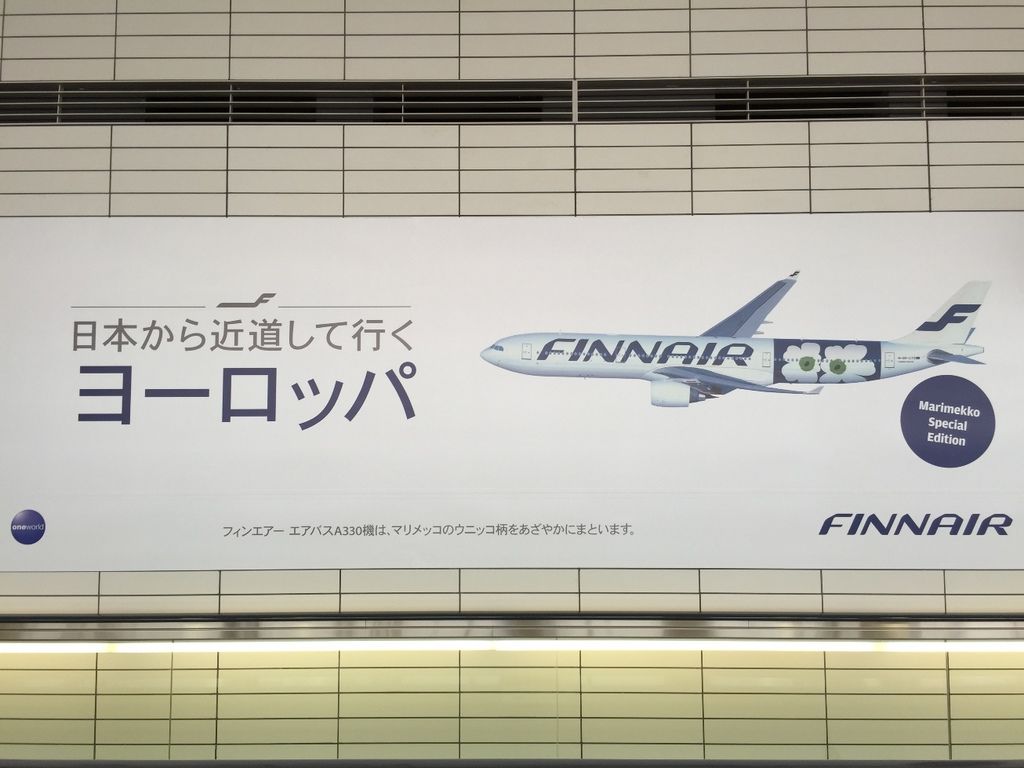 日本から近道して行く
ヨーロッパ
FINNAIR
Marimekko
Special
Edition
oneworld
フィンエアー エアバスA330機は、マリメッコのウニッコ柄をあざやかにまといます。
FINNAIR